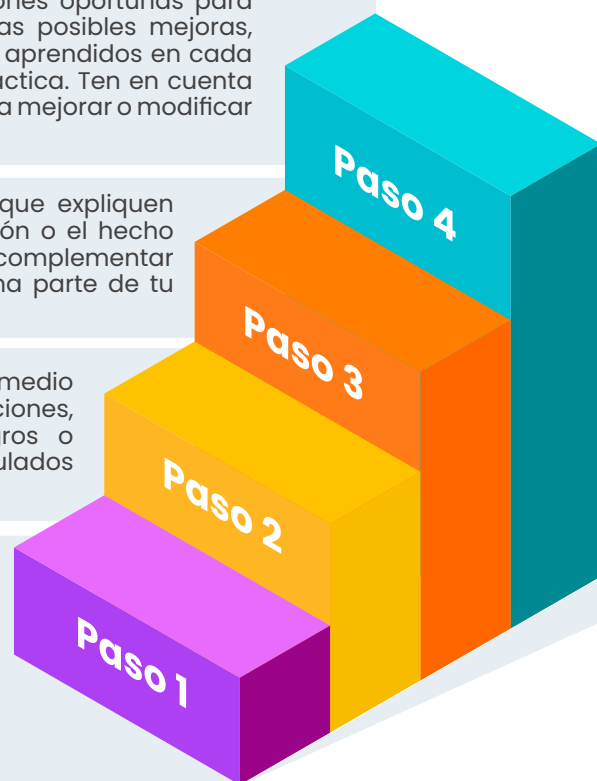 ones oportunas para
as posibles mejoras,
aprendidos en cada
áctica. Ten en cuenta
a mejorar o modificar
Paso 4
que expliquen
ón o el hecho
complementar
na parte de tu
Paso 3
medio
ciones,
gros o
ulados
Paso 2
Paso 1